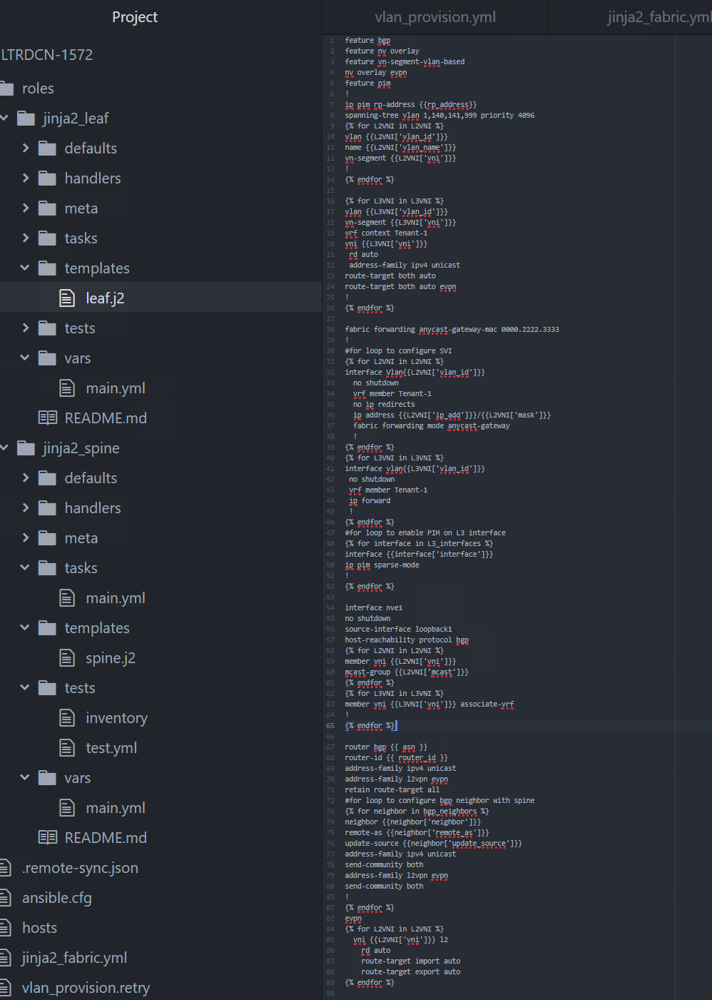 Project
LTRDCN-1572
roles
jinja2_leaf
defaults
handlers
meta
tasks
templates
leaf.j2
tests
vars
main.yml
README.md
jinja2_spine
defaults
handlers
meta
tasks
main.yml
templates
spine.j2
tests
inventory
test.yml
vars
main.yml
README.md
.remote-sync.json
ansible.cfg
hosts
jinja2_fabric.yml
vlan_provision.retry
vlan_provision.yml
jinja2_fabric.yml
1 feature bgp
2 feature nv overlay
3 feature vn-segment-vlan-based
4 nv overlay evpn
5 feature pim
6 !
7 ip pim rp-address {{rp_address}}
8 spanning-tree vlan 1,140,141,999 priority 4096
9 {% for L2VNI in L2VNI %}
10 vlan {{L2VNI['vlan_id']}}
11 name {{L2VNI['vlan_name']}}
12 vn-segment {{L2VNI['vni']}}
13 !
14 {% endfor %}
15
16 {% for L3VNI in L3VNI %}
17 vlan {{L3VNI['vlan_id']}}
18 vn-segment {{L3VNI['vni']}}
19 vrf context Tenant-1
20 vni {{L3VNI['vni']}}
21 rd auto
22 address-family ipv4 unicast
23 route-target both auto
24 route-target both auto evpn
25 !
26 {% endfor %}
27
28 fabric forwarding anycast-gateway-mac 0000.2222.3333
29 !
30 #for loop to configure SVI
31 {% for L2VNI in L2VNI %}
32 interface Vlan{{L2VNI['vlan_id']}}
33 no shutdown
34 vrf member Tenant-1
35 no ip redirects
36 ip address {{L2VNI['ip_add']}}/{{L2VNI['mask']}}
37 fabric forwarding mode anycast-gateway
38 !
39 {% endfor %}
40 {% for L3VNI in L3VNI %}
41 interface vlan{{L3VNI['vlan_id']}}
42 no shutdown
43 vrf member Tenant-1
44 ip forward
45 !
46 {% endfor %}
47 #for loop to enable PIM on L3 interface
48 {% for interface in L3_interfaces %}
49 interface {{interface['interface']}}
50 ip pim sparse-mode
51 !
52 {% endfor %}
53
54 interface nve1
55 no shutdown
56 source-interface loopback1
57 host-reachability protocol bgp
58 {% for L2VNI in L2VNI %}
59 member vni {{L2VNI['vni']}}
60 mcast-group {{L2VNI['mcast']}}
61 {% endfor %}
62 {% for L3VNI in L3VNI %}
63 member vni {{L3VNI['vni']}} associate-vrf
64 !
65 {% endfor %}
66
67 router bgp {{ asn }}
68 router-id {{ router_id }}
69 address-family ipv4 unicast
70 address-family l2vpn evpn
71 retain route-target all
72 #for loop to configure bgp neighbor with spine
73 {% for neighbor in bgp_neighbors %}
74 neighbor {{neighbor['neighbor']}}
75 remote-as {{neighbor['remote_as']}}
76 update-source {{neighbor['update_source']}}
77 address-family ipv4 unicast
78 send-community both
79 address-family l2vpn evpn
80 send-community both
81 !
82 {% endfor %}
83 evpn
84 {% for L2VNI in L2VNI %}
85 vni {{L2VNI['vni']}} l2
86 rd auto
87 route-target import auto
88 route-target export auto
89 {% endfor %}
90